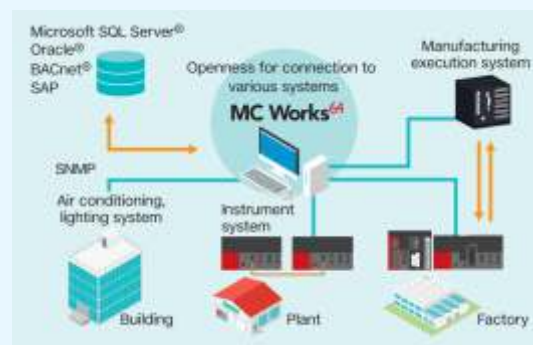 Microsoft SQL Server®
Oracle®
BACnet®
SAP
Openness for connection to
various systems
MC Works64
Manufacturing
execution system
SNMP
Air conditioning,
lighting system
Instrument
system
Building
Plant
Factory